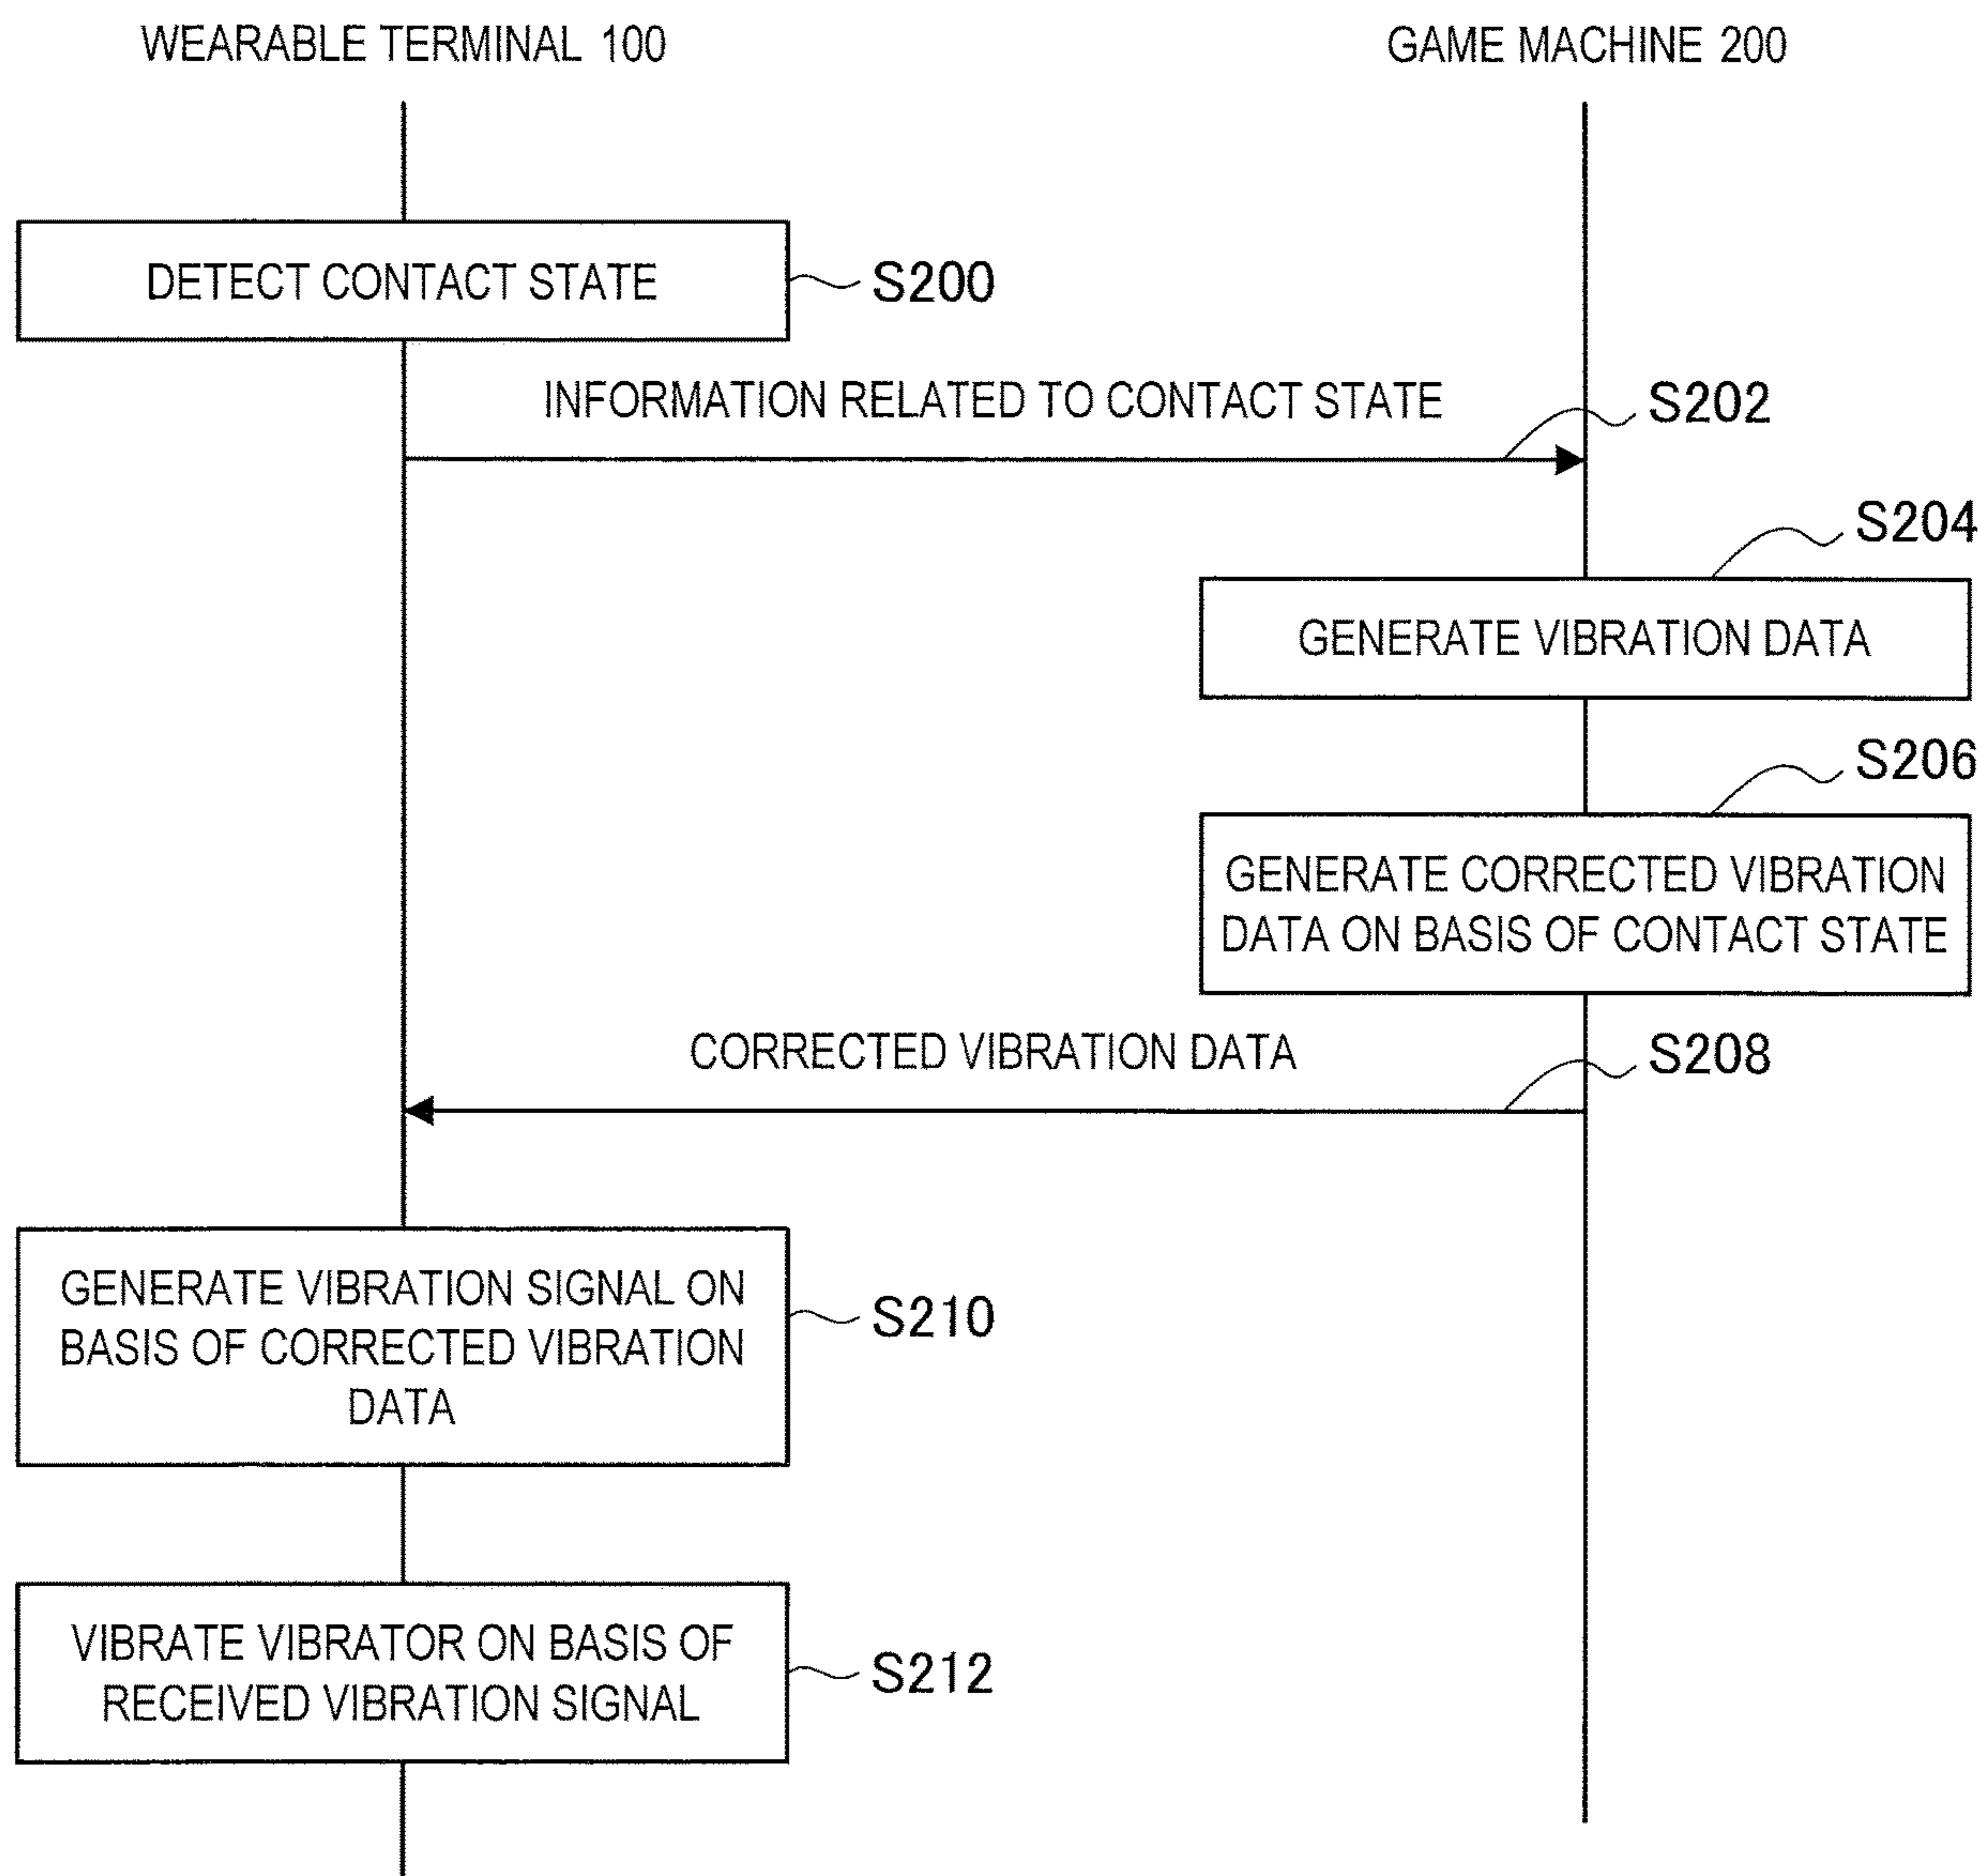 WEARABLE TERMINAL 100
GAME MACHINE 200
DETECT CONTACT STATE
S200
INFORMATION RELATED TO CONTACT STATE
S202
S204
GENERATE VIBRATION DATA
S206
GENERATE CORRECTED VIBRATION
DATA ON BASIS OF CONTACT STATE
CORRECTED VIBRATION DATA
S208
GENERATE VIBRATION SIGNAL ON
BASIS OF CORRECTED VIBRATION
DATA
S210
VIBRATE VIBRATOR ON BASIS OF
RECEIVED VIBRATION SIGNAL
S212